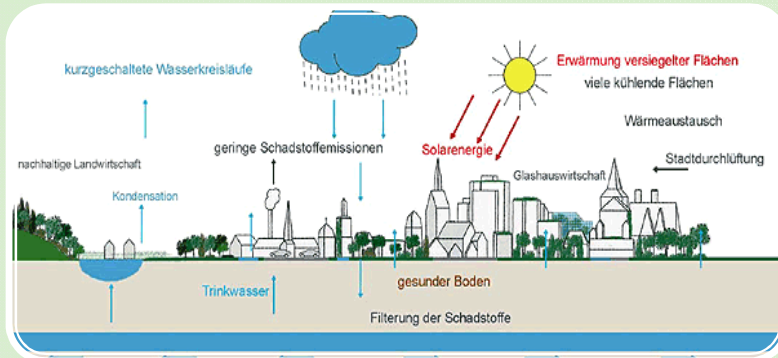 kurzgeschaltete Wasserkreisläufe
Erwärmung versiegelter Flächen
viele kühlende Flächen
Wärmeaustausch
geringe Schadstoffemissionen
Solarenergie
nachhaltige Landwirtschaft
Stadtdurchlüftung
Glashauswirtschaft
Kondensation
Trinkwasser
gesunder Boden
Filterung der Schadstoffe